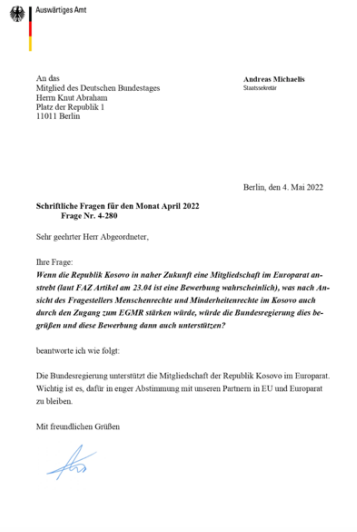 Auswärtiges Amt
An das
Mitglied des Deutschen Bundestages
Herrn Knut Abraham
Platz der Republik 1
11011 Berlin
Andreas Michaelis
Staatssekretär
Berlin, den 4. Mai 2022
Schriftliche Fragen für den Monat April 2022
Frage Nr. 4-280
Sehr geehrter Herr Abgeordneter,
Ihre Frage:
Wenn die Republik Kosovo in naher Zukunft eine Mitgliedschaft im Europarat an-
strebt (laut FAZ Artikel am 23.04 ist eine Bewerbung wahrscheinlich), was nach An-
sicht des Fragestellers Menschenrechte und Minderheitenrechte im Kosovo auch
durch den Zugang zum EGMR stärken würde, würde die Bundesregierung dies be-
grüßen und diese Bewerbung dann auch unterstützen?
beantworte ich wie folgt:
Die Bundesregierung unterstützt die Mitgliedschaft der Republik Kosovo im Europarat.
Wichtig ist es, dafür in enger Abstimmung mit unseren Partnern in EU und Europarat
zu bleiben.
Mit freundlichen Grüßen